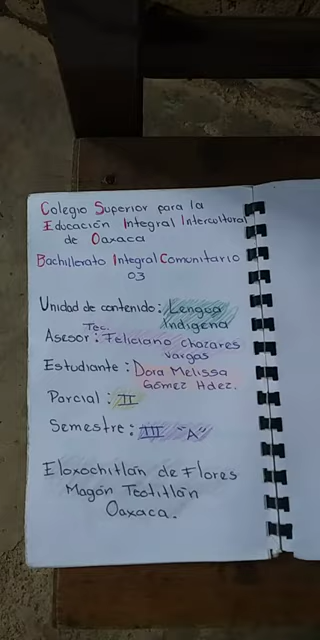 Colegio Superior para la
Educación Integral Intercultural
de Oaxaca
Bachillerato Integral Comunitario
03
Unidad de contenido: Lengua
Indígena
Asesor: Tec. Feliciano Chazares
Vargas
Estudiante: Dora Melissa
Gómez Hdez.
Parcial: II
Semestre: III "A"
Eloxochitlán de Flores
Magón Teotitlán
Oaxaca.